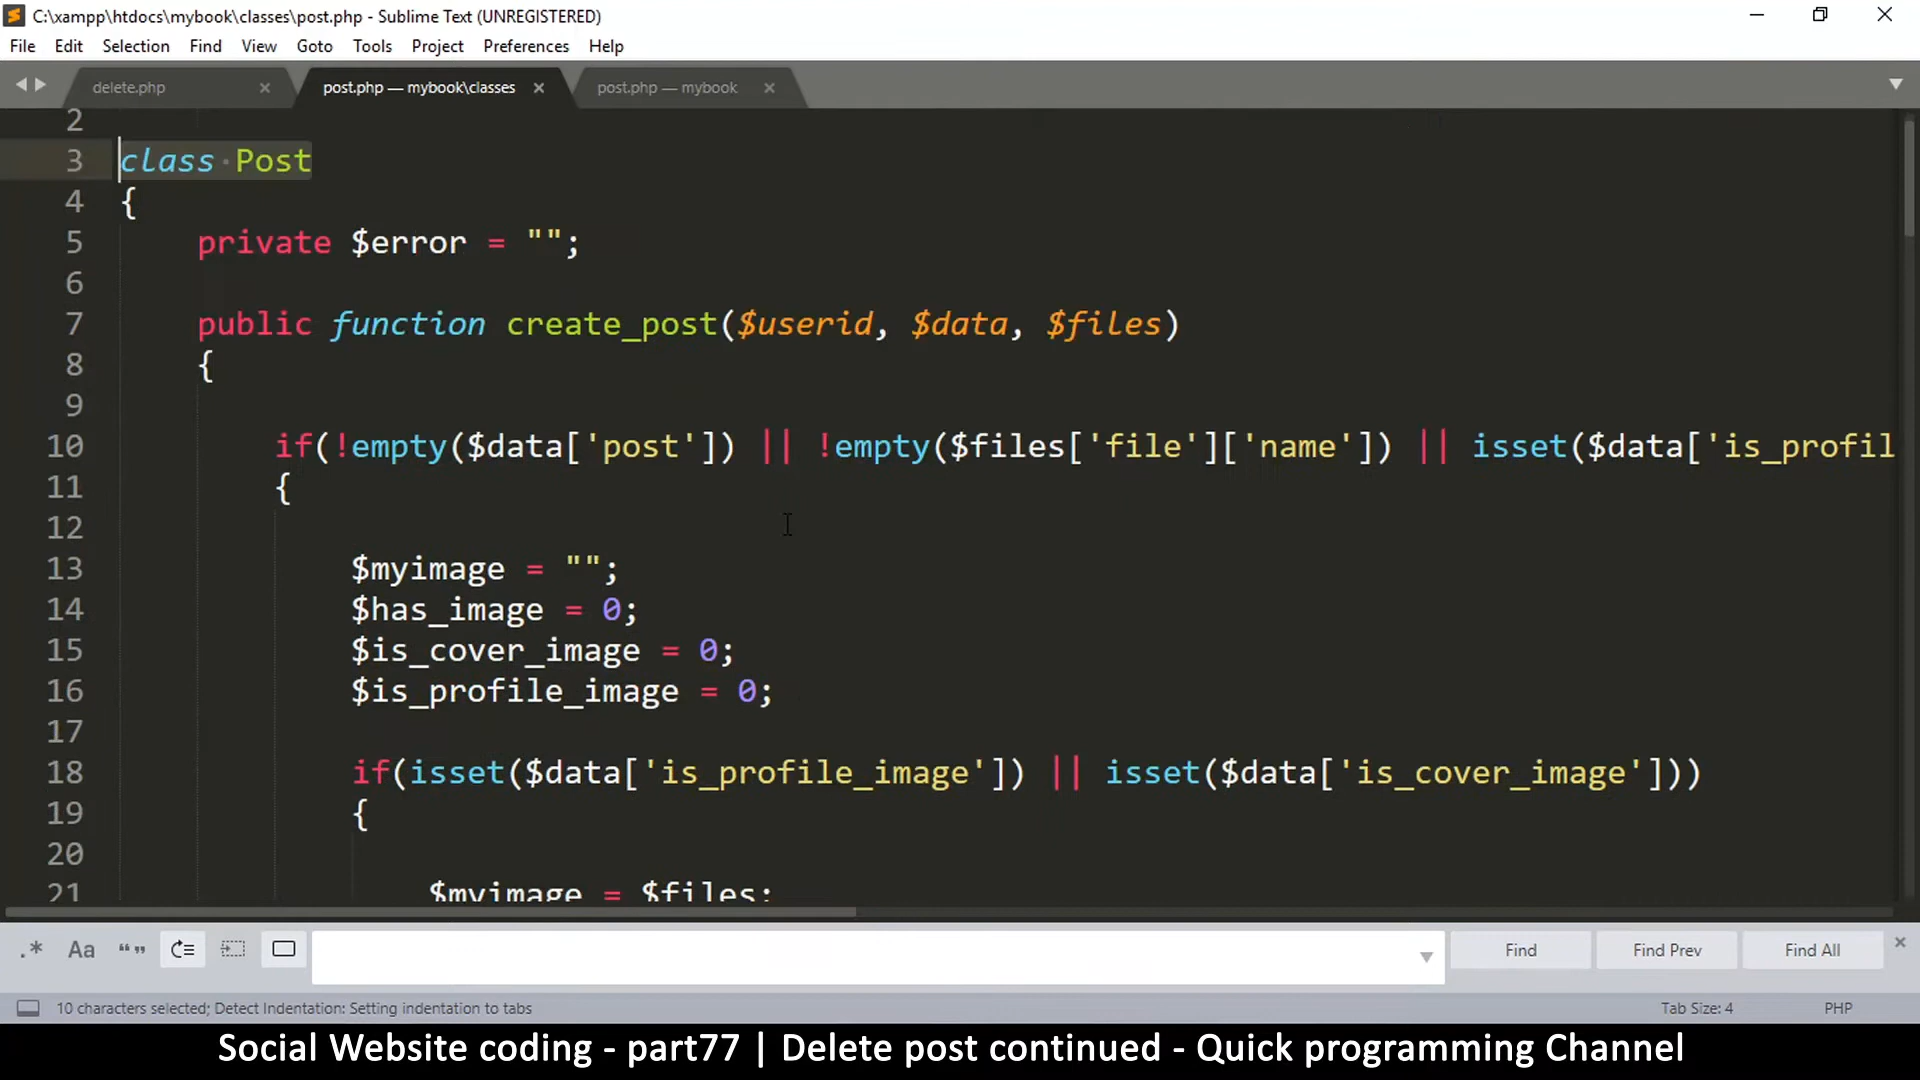 C:\xampp\htdocs\mybook\classes\post.php - Sublime Text (UNREGISTERED)
File Edit Selection Find View Goto Tools Project Preferences Help
delete.php × post.php — mybook\classes × post.php — mybook ×
2
3 class Post
4 {
5 private $error = "";
6
7 public function create_post($userid, $data, $files)
8 {
9
10 if(!empty($data['post']) || !empty($files['file']['name']) || isset($data['is_profil
11 {
12
13 $myimage = "";
14 $has_image = 0;
15 $is_cover_image = 0;
16 $is_profile_image = 0;
17
18 if(isset($data['is_profile_image']) || isset($data['is_cover_image']))
19 {
20
21 $myimage = $files;
.* Aa “ ” Find Find Prev Find All ×
10 characters selected; Detect Indentation: Setting indentation to tabs Tab Size: 4 PHP
Social Website coding - part77 | Delete post continued - Quick programming Channel